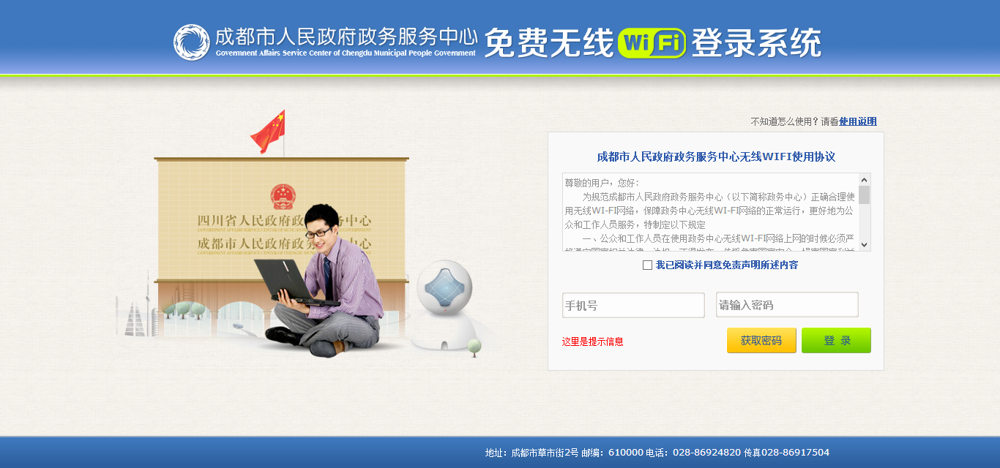 成都市人民政府政务服务中心 免费无线 WiFi 登录系统
Government Affairs Service Center of Chengdu Municipal People Government
不知道怎么使用？请看使用说明
成都市人民政府政务服务中心无线WIFI使用协议
尊敬的用户，您好：
为规范成都市人民政府政务服务中心（以下简称政务中心）正确合理使
用无线WI-FI网络，保障政务中心无线WI-FI网络的正常运行，更好地为公
众和工作人员服务，特制定以下规定
一、公众和工作人员在使用政务中心无线WI-FI网络上网的时候必须严
我已阅读并同意免责声明所述内容
手机号
请输入密码
这里是提示信息
获取密码
登 录
四川省人民政府政 务中心
成都市人民政府政 中心
地址：成都市草市街2号 邮编：610000 电话：028-86924820 传真028-86917504